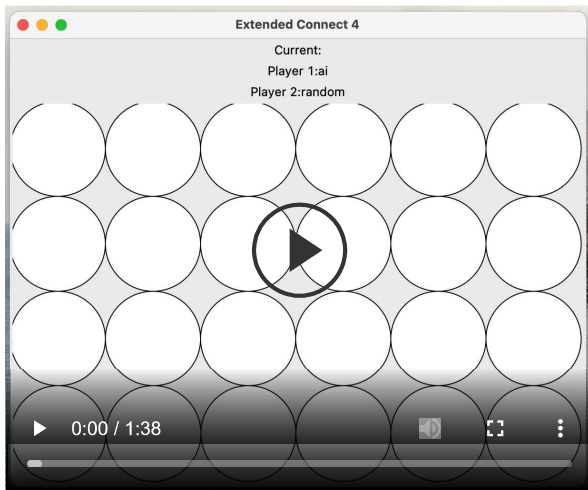 Extended Connect 4
Current:
Player 1:ai
Player 2:random
0:00 / 1:38